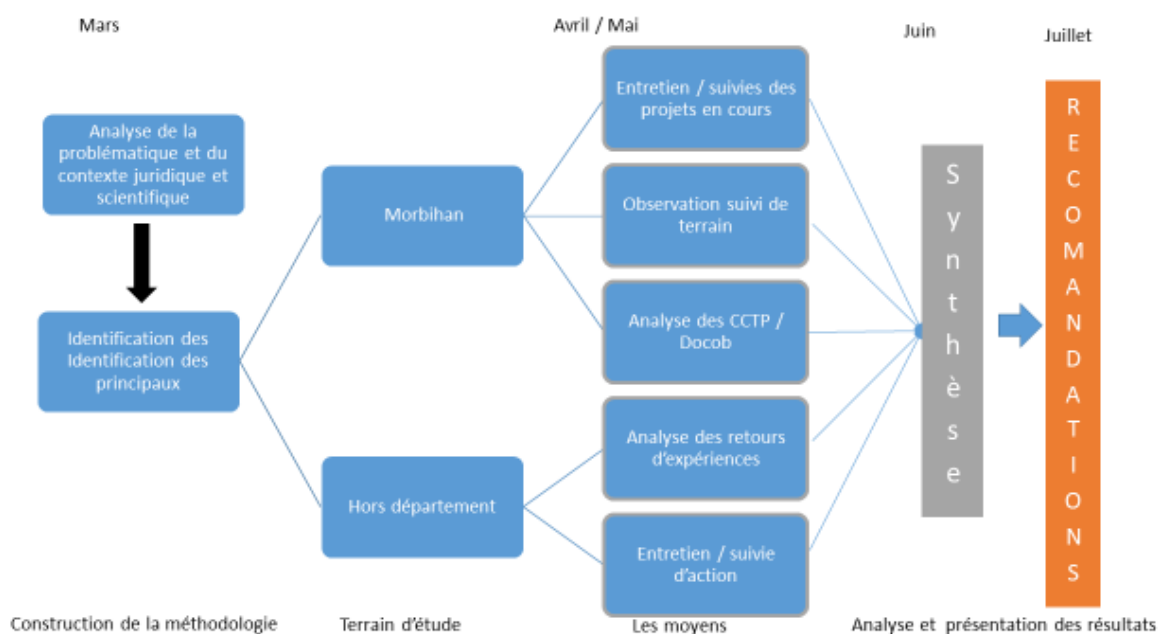 Mars
Avril / Mai
Juin
Juillet
Analyse de la
problématique et du
contexte juridique et
scientifique
Identification des
Identification des
principaux
Morbihan
Hors département
Entretien / suivies des
projets en cours
Observation suivi de
terrain
Analyse des CCTP /
Docob
Analyse des retours
d'expériences
Entretien / suivie
d'action
Synthèse
RECOMANDATIONS
Construction de la méthodologie
Terrain d'étude
Les moyens
Analyse et présentation des résultats